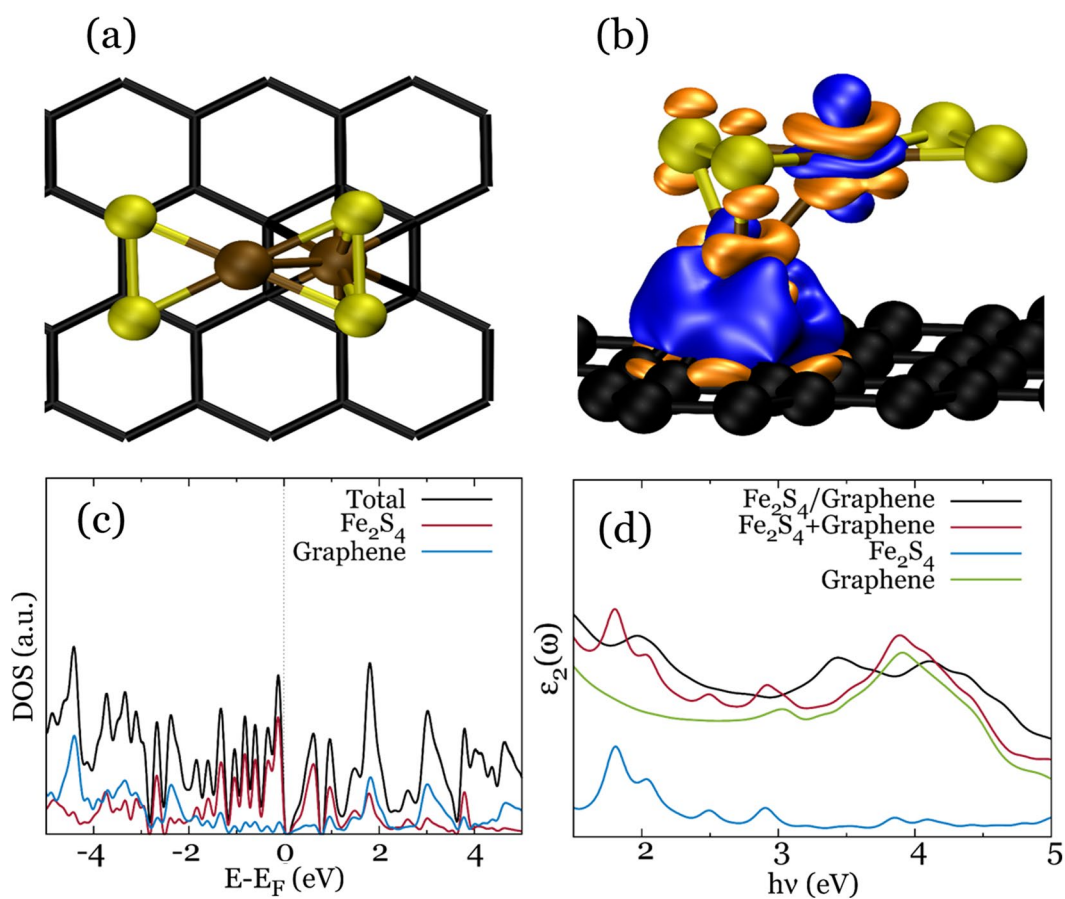 (a)
(b)
(c)
Total
Fe₂S₄
Graphene
DOS (a.u.)
-4 -2 0 2 4
E-E_F (eV)
(d)
Fe₂S₄/Graphene
Fe₂S₄+Graphene
Fe₂S₄
Graphene
ε₂(ω)
2 3 4 5
hν (eV)